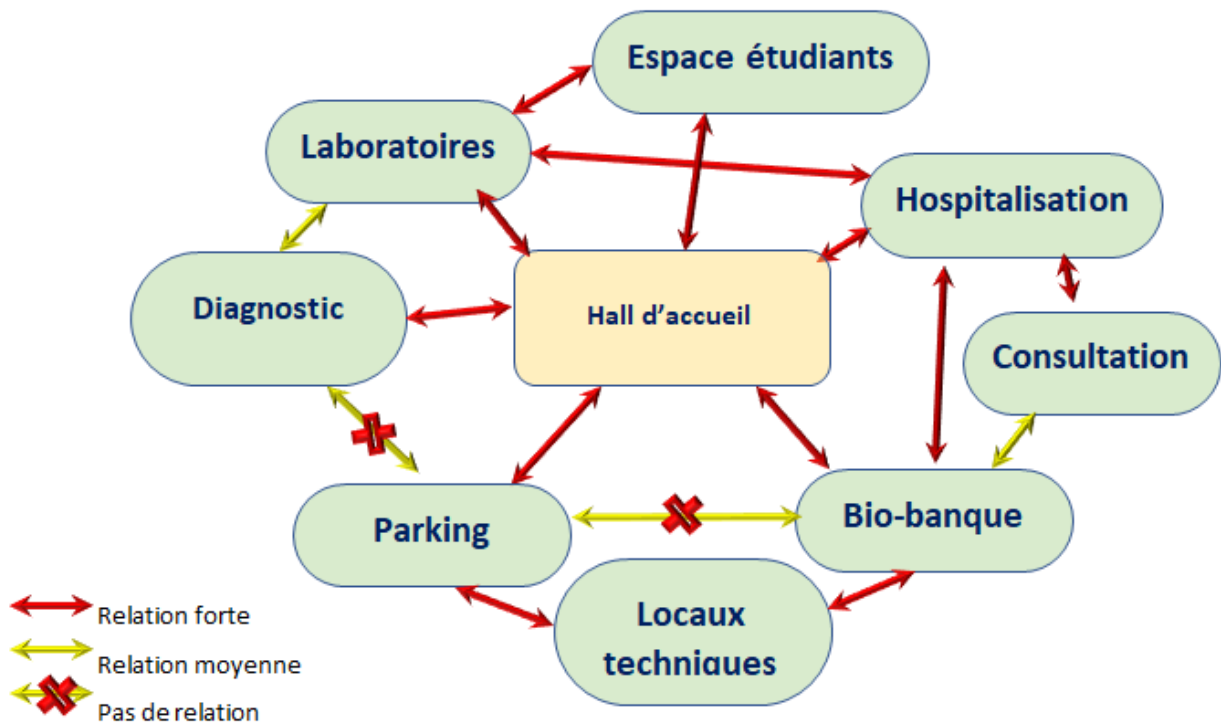 Espace étudiants
Laboratoires
Hospitalisation
Diagnostic
Hall d’accueil
Consultation
Parking
Bio-banque
Locaux
techniques
Relation forte
Relation moyenne
Pas de relation